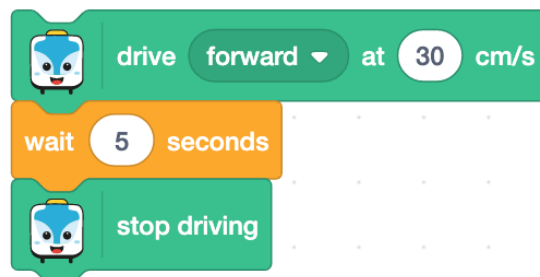 drive forward at 30 cm/s
wait 5 seconds
stop driving